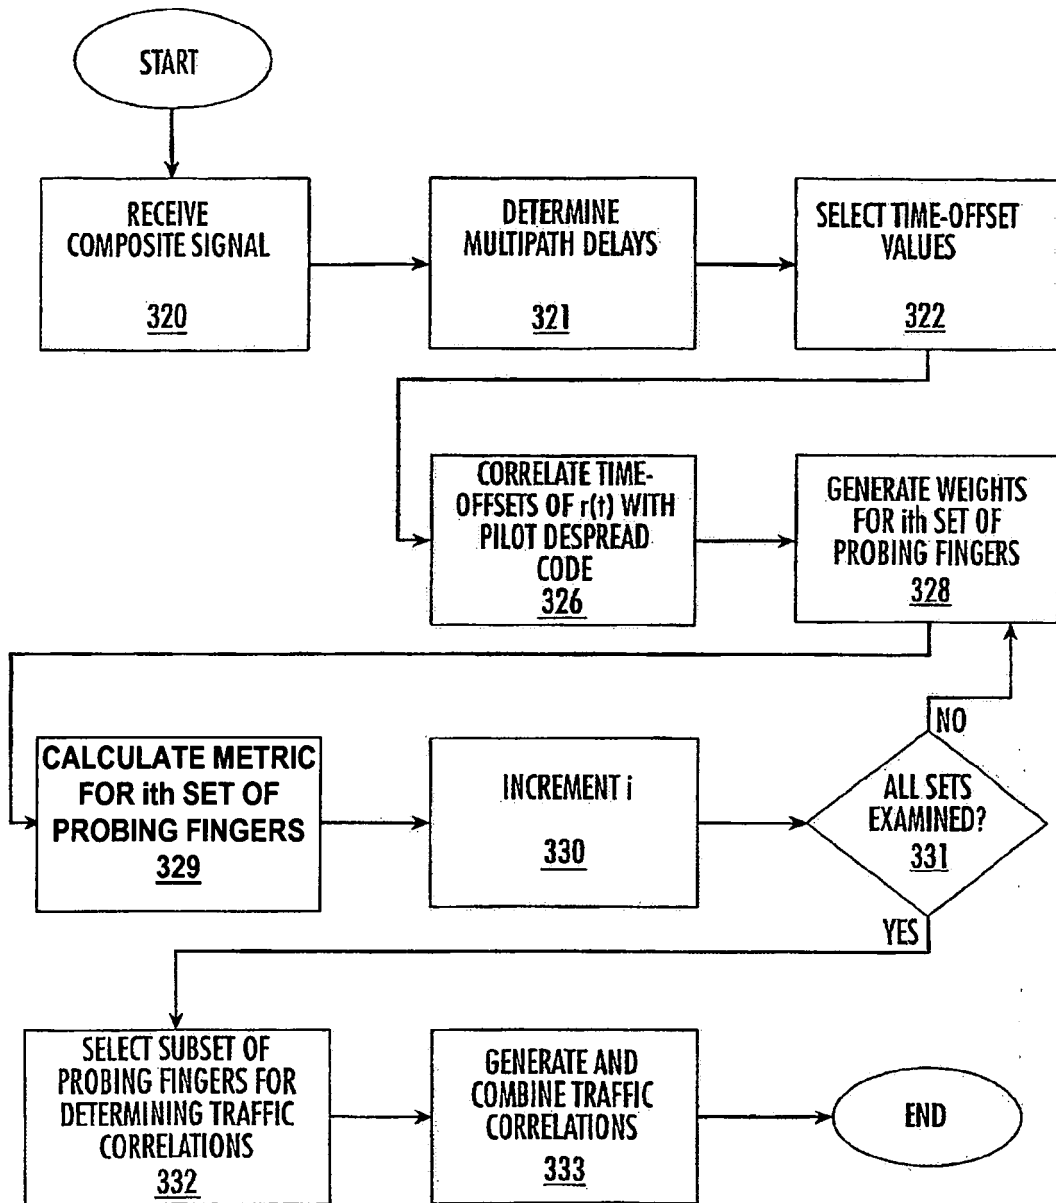 START
RECEIVE
COMPOSITE SIGNAL
320
DETERMINE
MULTIPATH DELAYS
321
SELECT TIME-OFFSET
VALUES
322
CORRELATE TIME-
OFFSETS OF r(t) WITH
PILOT DESPREAD
CODE
326
GENERATE WEIGHTS
FOR ith SET OF
PROBING FINGERS
328
CALCULATE METRIC
FOR ith SET OF
PROBING FINGERS
329
INCREMENT i
330
NO
ALL SETS
EXAMINED?
331
YES
SELECT SUBSET OF
PROBING FINGERS FOR
DETERMINING TRAFFIC
CORRELATIONS
332
GENERATE AND
COMBINE TRAFFIC
CORRELATIONS
333
END